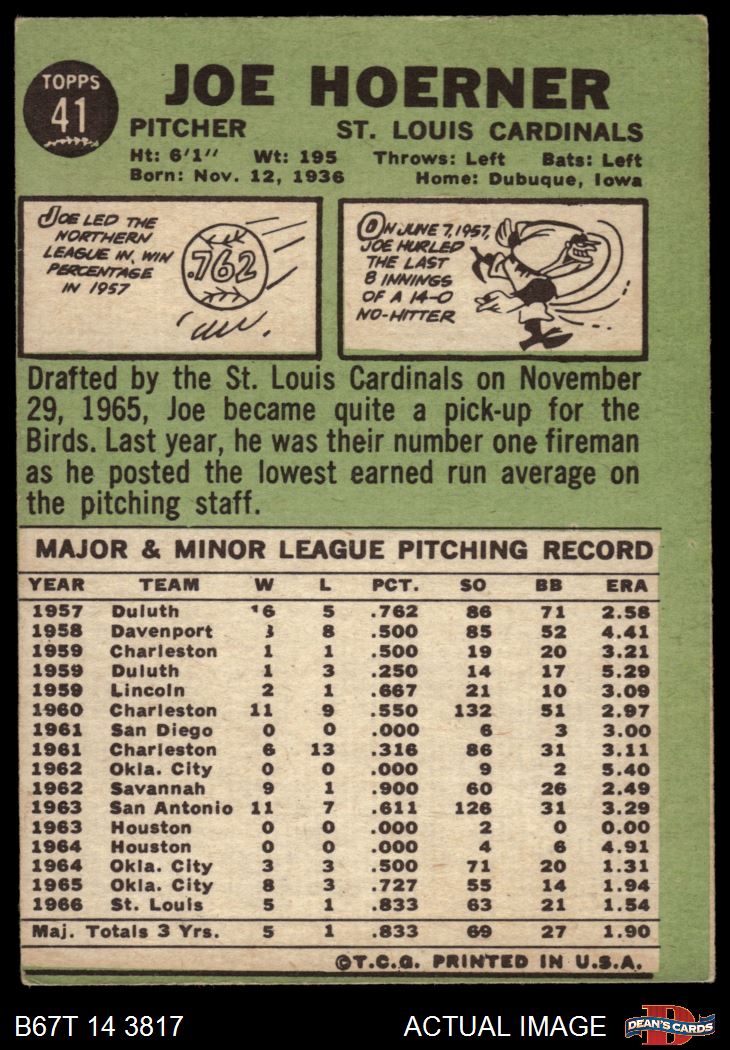 TOPPS
41
JOE HOERNER
PITCHER ST. LOUIS CARDINALS
Ht: 6'1" Wt: 195 Throws: Left Bats: Left
Born: Nov. 12, 1936 Home: Dubuque, Iowa
JOE LED THE
NORTHERN
LEAGUE IN WIN
PERCENTAGE
IN 1957
.762
ON JUNE 7, 1957,
JOE HURLED
THE LAST
8 INNINGS
OF A 14-0
NO-HITTER
Drafted by the St. Louis Cardinals on November
29, 1965, Joe became quite a pick-up for the
Birds. Last year, he was their number one fireman
as he posted the lowest earned run average on
the pitching staff.
MAJOR & MINOR LEAGUE PITCHING RECORD
YEAR TEAM W L PCT. SO BB ERA
1957 Duluth 16 5 .762 86 71 2.58
1958 Davenport 8 .500 85 52 4.41
1959 Charleston 1 1 .500 19 20 3.21
1959 Duluth 1 3 .250 14 17 5.29
1959 Lincoln 2 1 .667 21 10 3.09
1960 Charleston 11 9 .550 132 51 2.97
1961 San Diego 0 0 .000 6 3 3.00
1961 Charleston 6 13 .316 86 31 3.11
1962 Okla. City 0 0 .000 9 2 5.40
1962 Savannah 9 1 .900 60 26 2.49
1963 San Antonio 11 7 .611 126 31 3.29
1963 Houston 0 0 .000 2 0 0.00
1964 Houston 0 0 .000 4 6 4.91
1964 Okla. City 3 3 .500 71 20 1.31
1965 Okla. City 8 3 .727 55 14 1.94
1966 St. Louis 5 1 .833 63 21 1.54
Maj. Totals 3 Yrs. 5 1 .833 69 27 1.90
©T.C.G. PRINTED IN U.S.A.
B67T 14 3817 ACTUAL IMAGE
D
DEAN'S CARDS